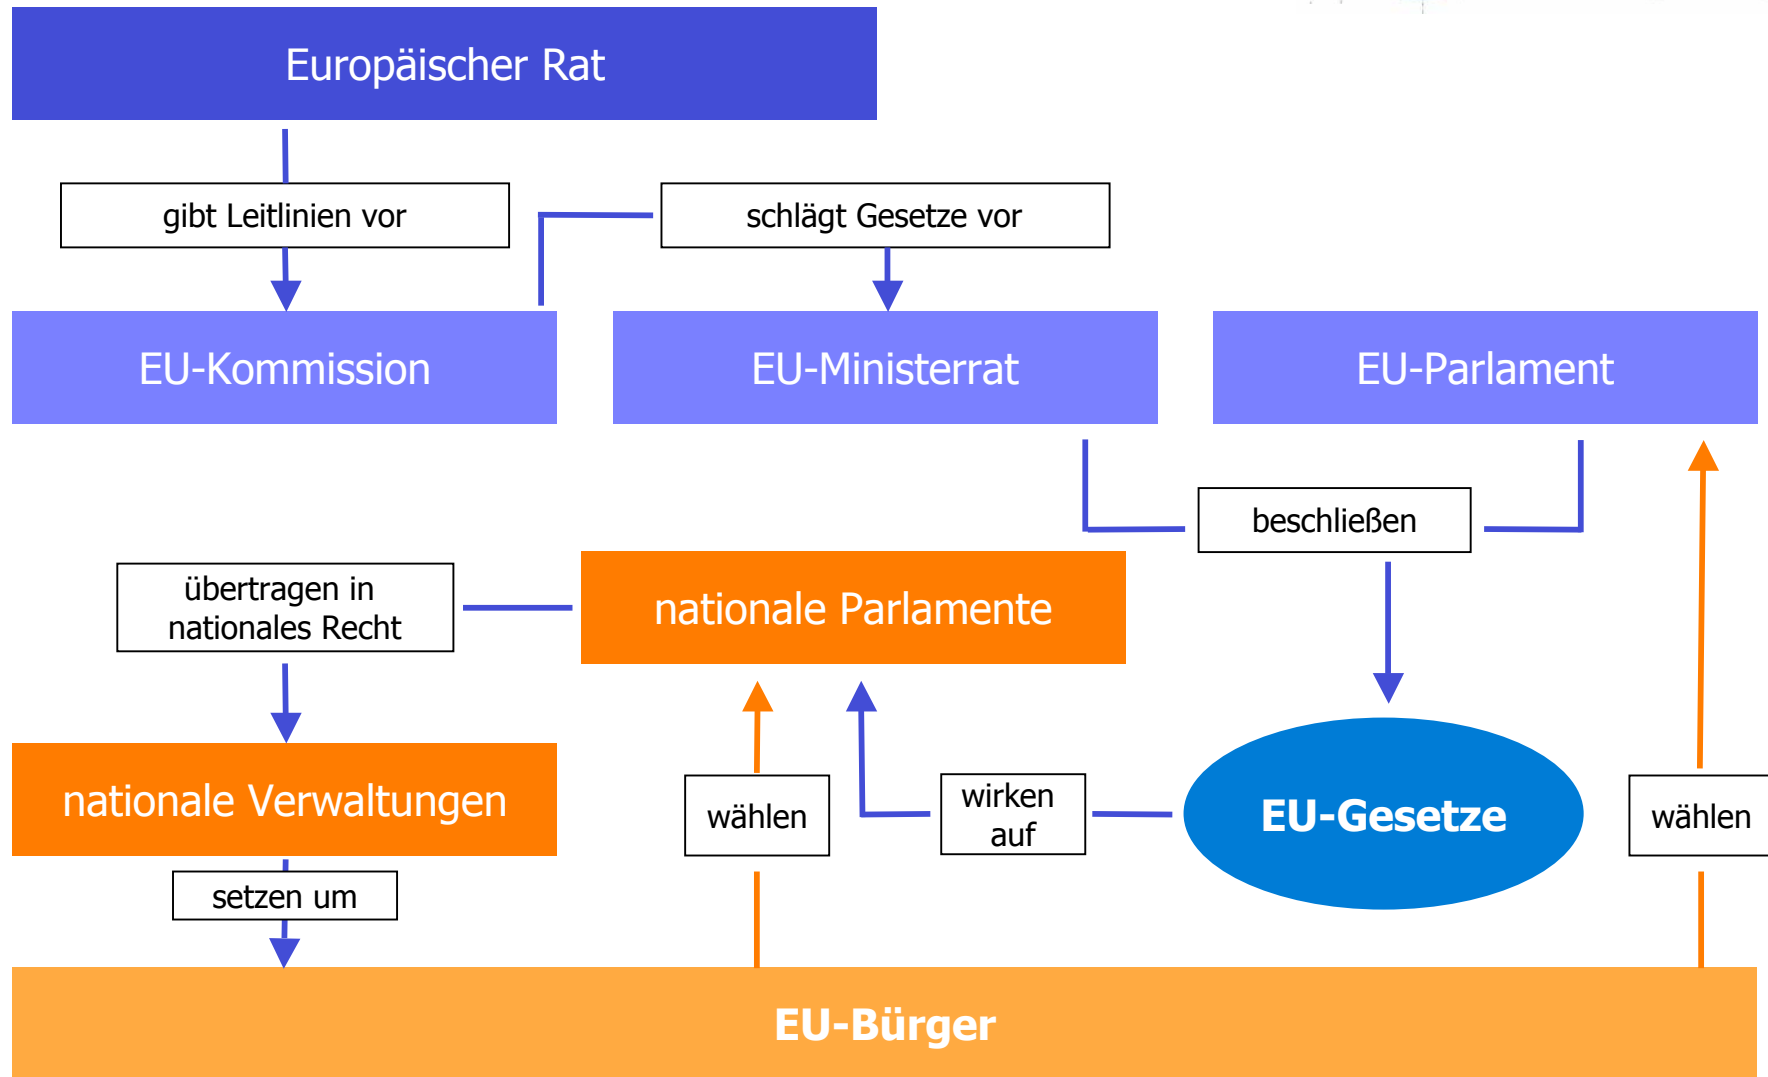 Europäischer Rat
gibt Leitlinien vor
schlägt Gesetze vor
EU-Kommission
EU-Ministerrat
EU-Parlament
beschließen
übertragen in
nationales Recht
nationale Parlamente
nationale Verwaltungen
wählen
wirken
auf
EU-Gesetze
wählen
setzen um
EU-Bürger